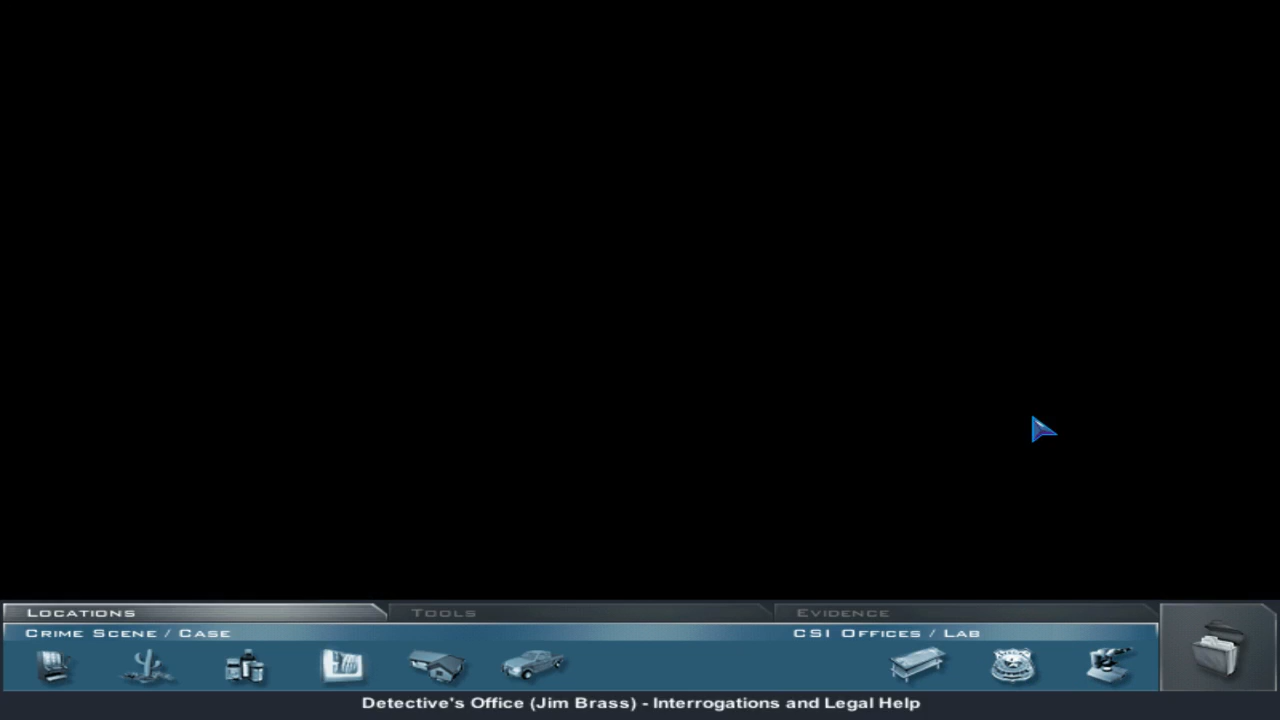 Locations
Tools
Evidence
Crime Scene / Case
CSI Offices / Lab
Detective's Office (Jim Brass) - Interrogations and Legal Help